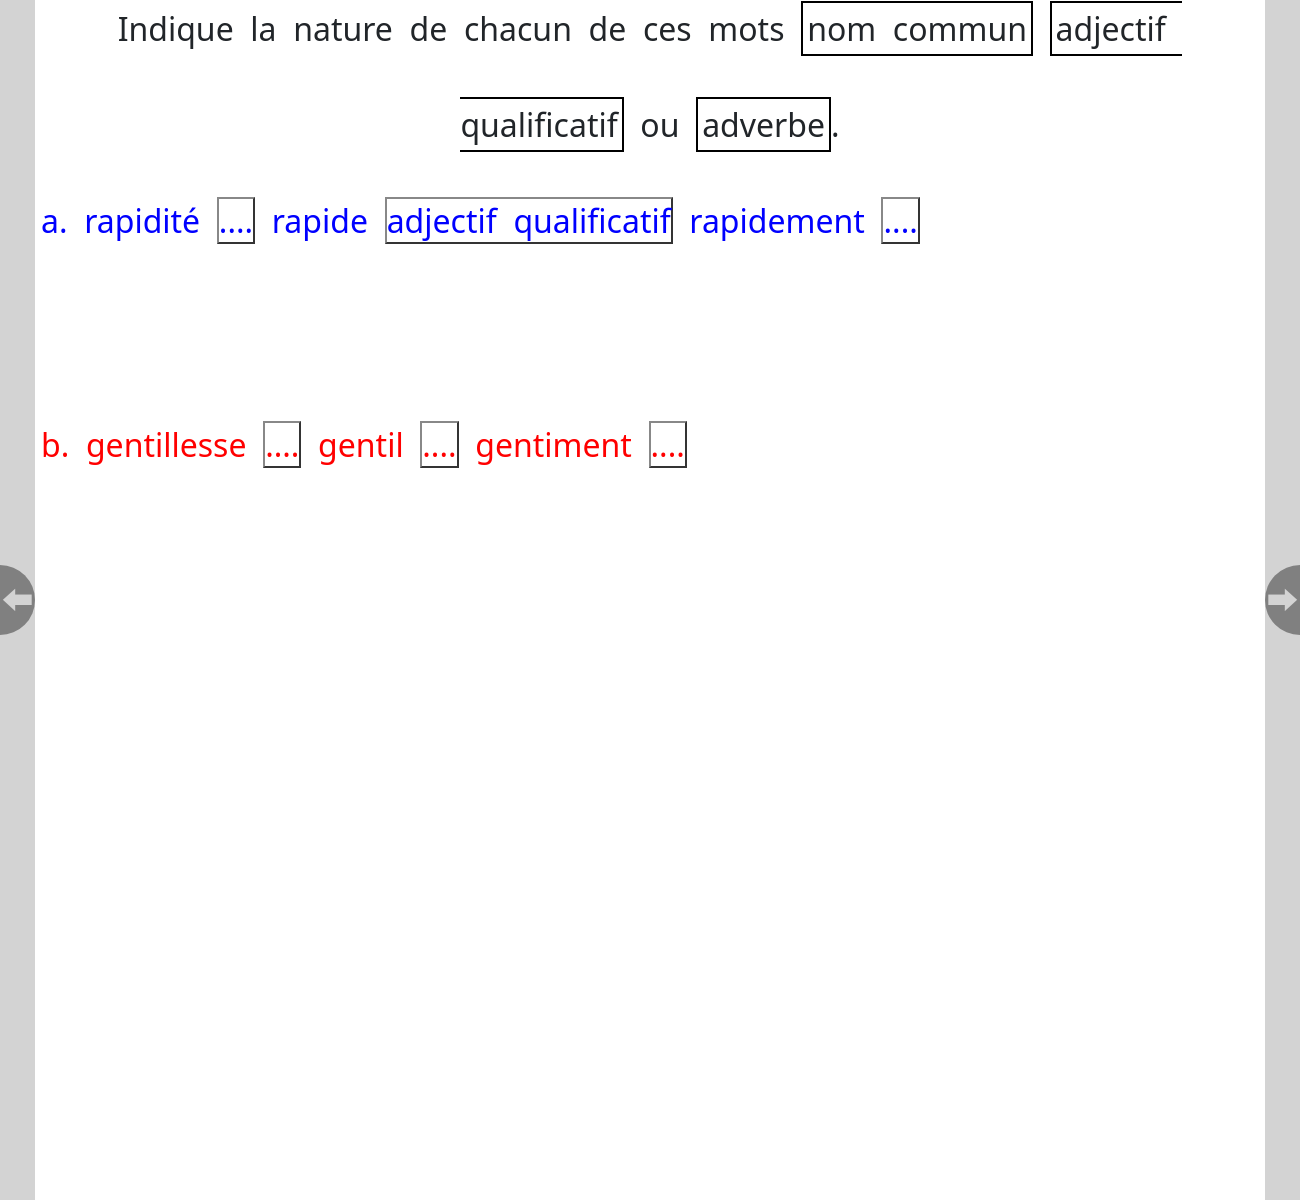 Indique la nature de chacun de ces mots nom commun adjectif
qualificatif ou adverbe.
a. rapidité .... rapide adjectif qualificatif rapidement ....
b. gentillesse .... gentil .... gentiment ....